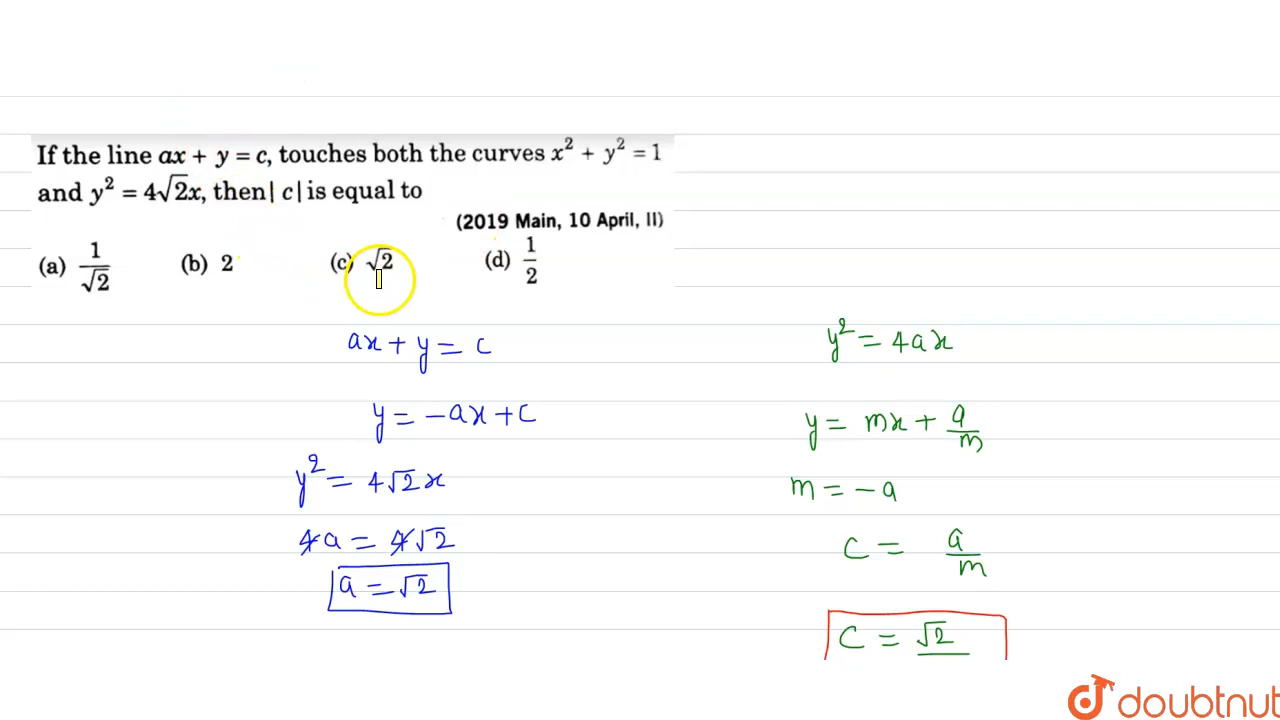 If the line ax + y = c, touches both the curves x² + y² = 1
and y² = 4√2x, then | c | is equal to
(2019 Main, 10 April, II)
(a) 1/√2 (b) 2 (c) √2 (d) 1/2
ax + y = c
y = -ax + c
y² = 4√2 x
4a = 4√2
a = √2
y² = 4ax
y = mx + a/m
m = -a
c = a/m
c = √2
doubtnut